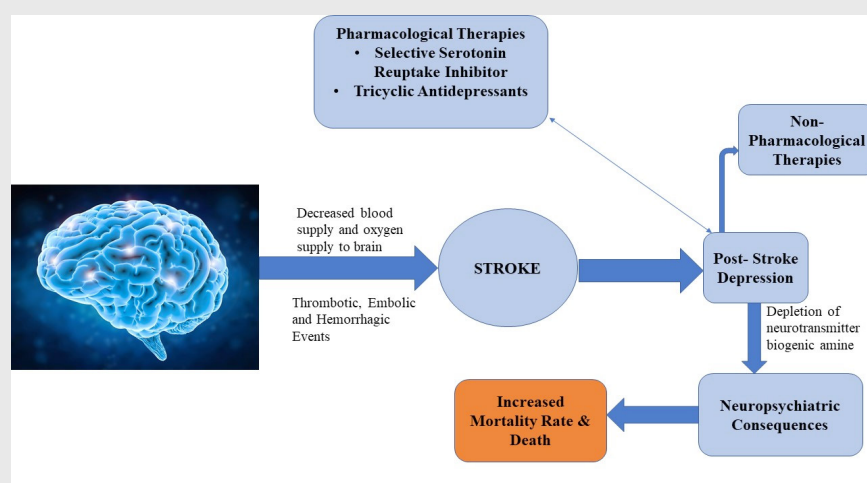 Pharmacological Therapies
• Selective Serotonin
Reuptake Inhibitor
• Tricyclic Antidepressants
Non-
Pharmacological
Therapies
Decreased blood
supply and oxygen
supply to brain
STROKE
Post- Stroke
Depression
Thrombotic, Embolic
and Hemorrhagic
Events
Depletion of
neurotransmitter
biogenic amine
Increased
Mortality Rate &
Death
Neuropsychiatric
Consequences